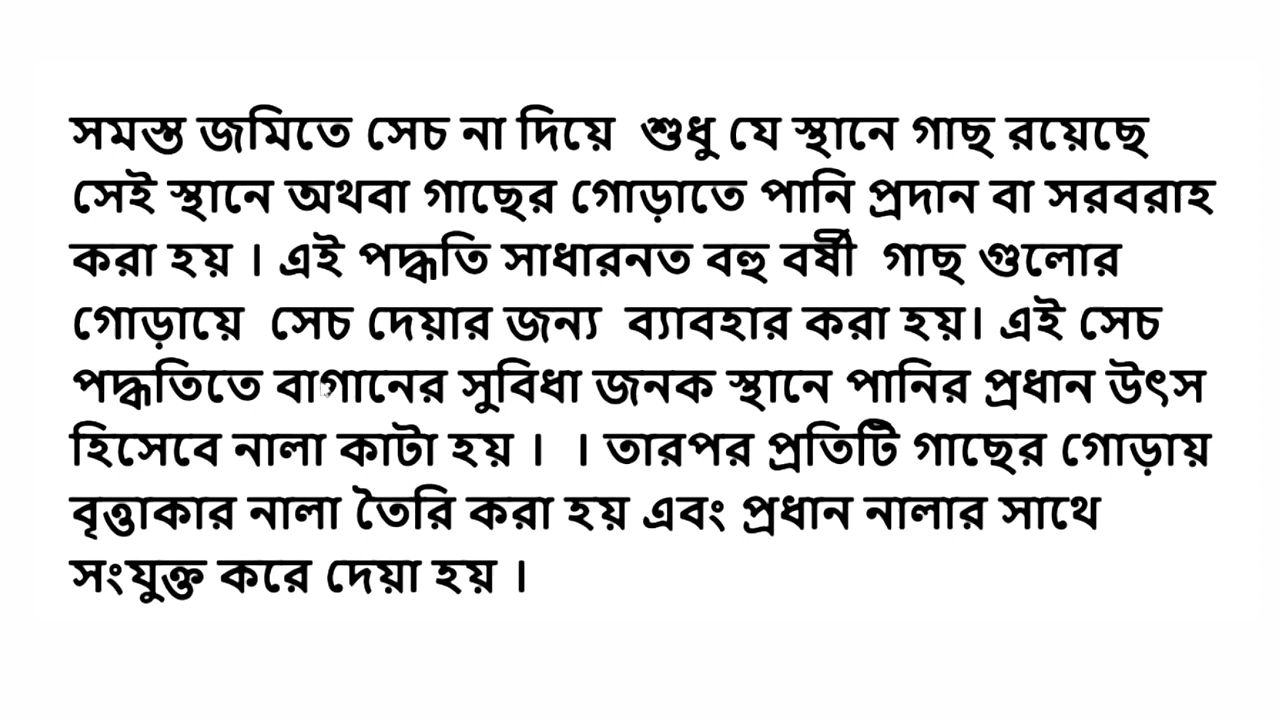 সমস্ত জমিতে সেচ না দিয়ে শুধু যে স্থানে গাছ রয়েছে
সেই স্থানে অথবা গাছের গোড়াতে পানি প্রদান বা সরবরাহ
করা হয় । এই পদ্ধতি সাধারনত বহু বর্ষী গাছ গুলোর
গোড়ায়ে সেচ দেয়ার জন্য ব্যাবহার করা হয়। এই সেচ
পদ্ধতিতে বাগানের সুবিধা জনক স্থানে পানির প্রধান উৎস
হিসেবে নালা কাটা হয় । । তারপর প্রতিটি গাছের গোড়ায়
বৃত্তাকার নালা তৈরি করা হয় এবং প্রধান নালার সাথে
সংযুক্ত করে দেয়া হয় ।